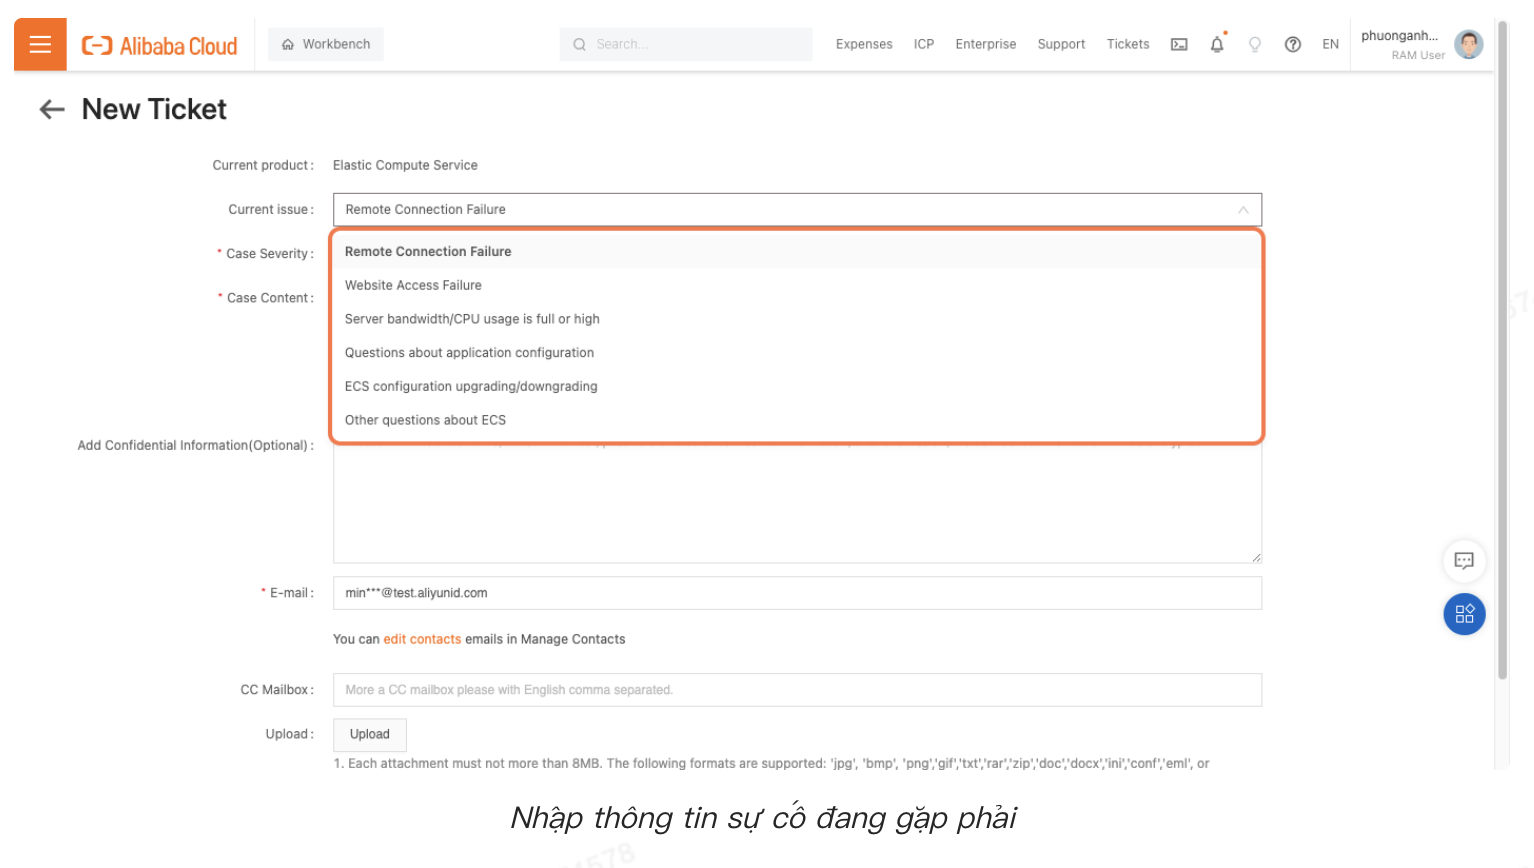 Alibaba Cloud
Workbench
Search...
Expenses ICP Enterprise Support Tickets EN
phuonganh...
RAM User
New Ticket
Current product : Elastic Compute Service
Current issue : Remote Connection Failure
Remote Connection Failure
* Case Severity :
Website Access Failure
* Case Content :
Server bandwidth/CPU usage is full or high
Questions about application configuration
ECS configuration upgrading/downgrading
Other questions about ECS
Add Confidential Information(Optional) :
* E-mail : min***@test.aliyunid.com
You can edit contacts emails in Manage Contacts
CC Mailbox : More a CC mailbox please with English comma separated.
Upload : Upload
1. Each attachment must not more than 8MB. The following formats are supported: 'jpg', 'bmp', 'png','gif','txt','rar','zip','doc','docx','ini','conf','eml', or
Nhập thông tin sự cố đang gặp phải